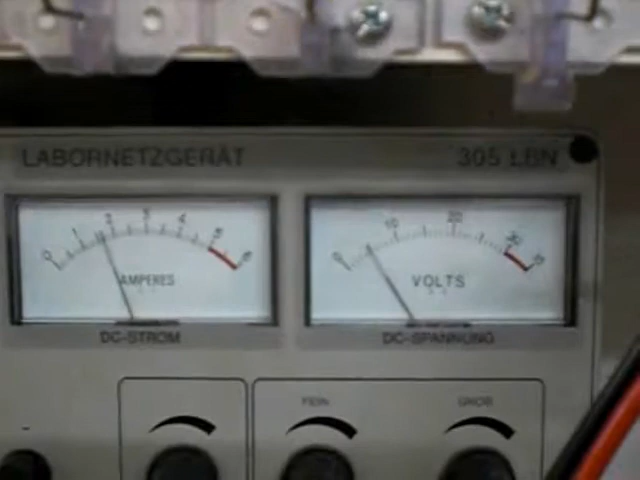 LABORNETZGERÄT 305 LBN
0 1 2 3 4 5 6
AMPERES
DC-STROM
0 10 20 30 35
VOLTS
DC-SPANNUNG
FEIN GROB